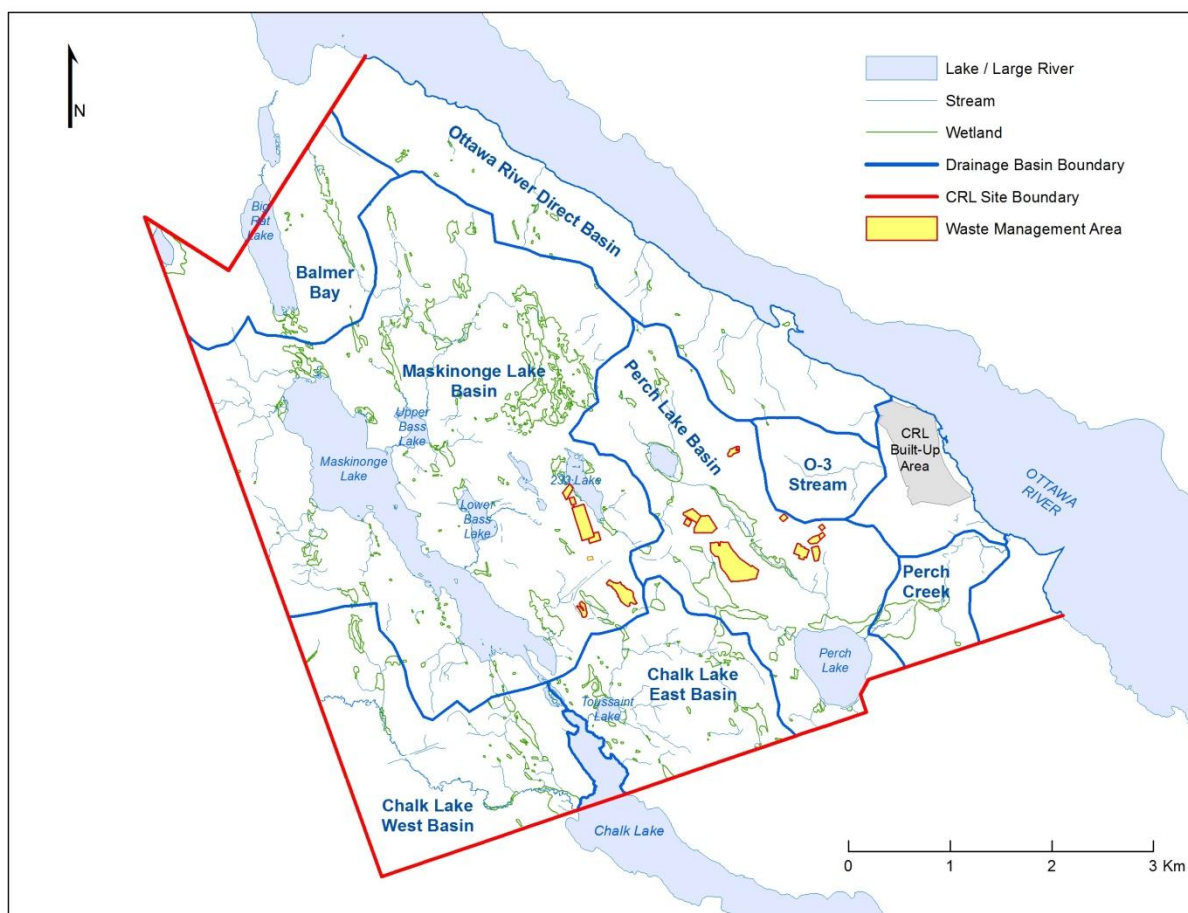 N
Lake / Large River
Stream
Wetland
Drainage Basin Boundary
CRL Site Boundary
Waste Management Area
Ottawa River Direct Basin
Big
Rat
Lake
Balmer
Bay
Maskinonge Lake
Basin
Perch Lake Basin
Upper
Bass
Lake
Maskinonge
Lake
233 Lake
Lower
Bass
Lake
O-3
Stream
CRL
Built-Up
Area
OTTAWA
RIVER
Perch
Creek
Perch
Lake
Chalk Lake
East Basin
Toussaint
Lake
Chalk Lake
West Basin
Chalk Lake
0 1 2 3 Km